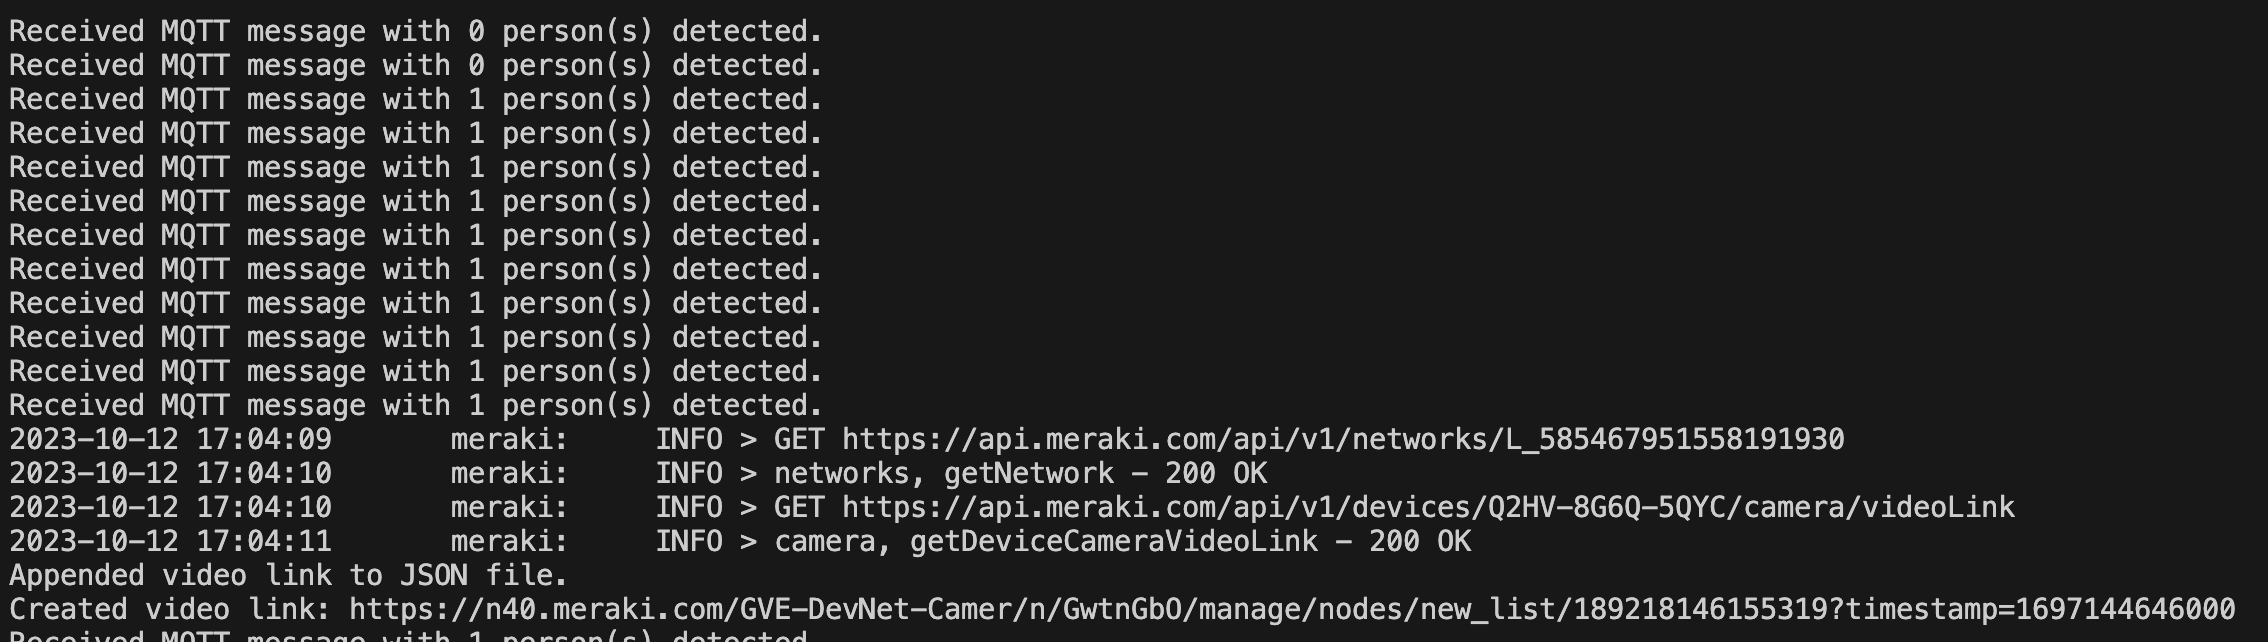 Received MQTT message with 0 person(s) detected.
Received MQTT message with 0 person(s) detected.
Received MQTT message with 1 person(s) detected.
Received MQTT message with 1 person(s) detected.
Received MQTT message with 1 person(s) detected.
Received MQTT message with 1 person(s) detected.
Received MQTT message with 1 person(s) detected.
Received MQTT message with 1 person(s) detected.
Received MQTT message with 1 person(s) detected.
Received MQTT message with 1 person(s) detected.
Received MQTT message with 1 person(s) detected.
Received MQTT message with 1 person(s) detected.
2023-10-12 17:04:09       meraki:     INFO > GET https://api.meraki.com/api/v1/networks/L_585467951558191930
2023-10-12 17:04:10       meraki:     INFO > networks, getNetwork - 200 OK
2023-10-12 17:04:10       meraki:     INFO > GET https://api.meraki.com/api/v1/devices/Q2HV-8G6Q-5QYC/camera/videoLink
2023-10-12 17:04:11       meraki:     INFO > camera, getDeviceCameraVideoLink - 200 OK
Appended video link to JSON file.
Created video link: https://n40.meraki.com/GVE-DevNet-Camer/n/GwtnGbO/manage/nodes/new_list/189218146155319?timestamp=1697144646000
Received MQTT message with 1 person(s) detected.